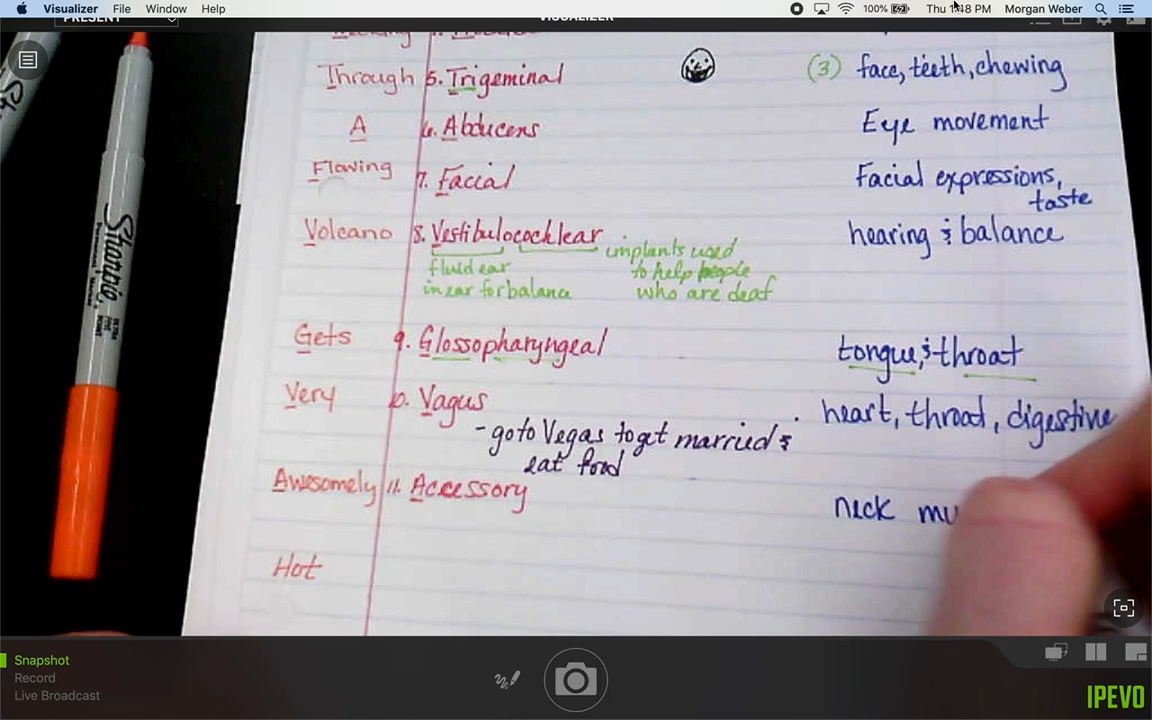 Visualizer File Window Help 100% Thu 1:48 PM Morgan Weber
PRESENT VISUALIZER
Through 5. Trigeminal (3) face, teeth, chewing
A 6. Abducens Eye movement
Flowing 7. Facial Facial expressions,
taste
Volcano 8. Vestibulococklear hearing & balance
implants used
fluid ear to help people
in ear for balance who are deaf
Gets 9. Glossopharyngeal tongue & throat
Very 10. Vagus heart, throat, digestive
- go to Vegas to get married &
eat food
Awesomely 11. Accessory neck mu
Hot
Sharpie
Snapshot
Record
Live Broadcast
IPEVO